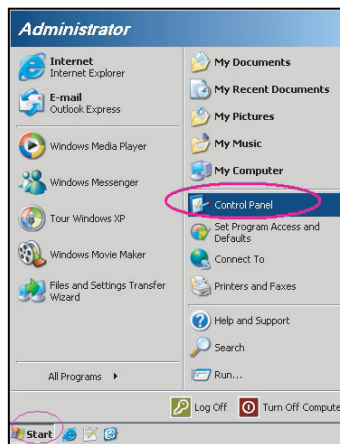 Administrator
Internet
Internet Explorer
E-mail
Outlook Express
Windows Media Player
Windows Messenger
Tour Windows XP
Windows Movie Maker
Files and Settings Transfer
Wizard
All Programs
My Documents
My Recent Documents
My Pictures
My Music
My Computer
Control Panel
Set Program Access and
Defaults
Connect To
Printers and Faxes
Help and Support
Search
Run...
Log Off
Turn Off Compute
Start